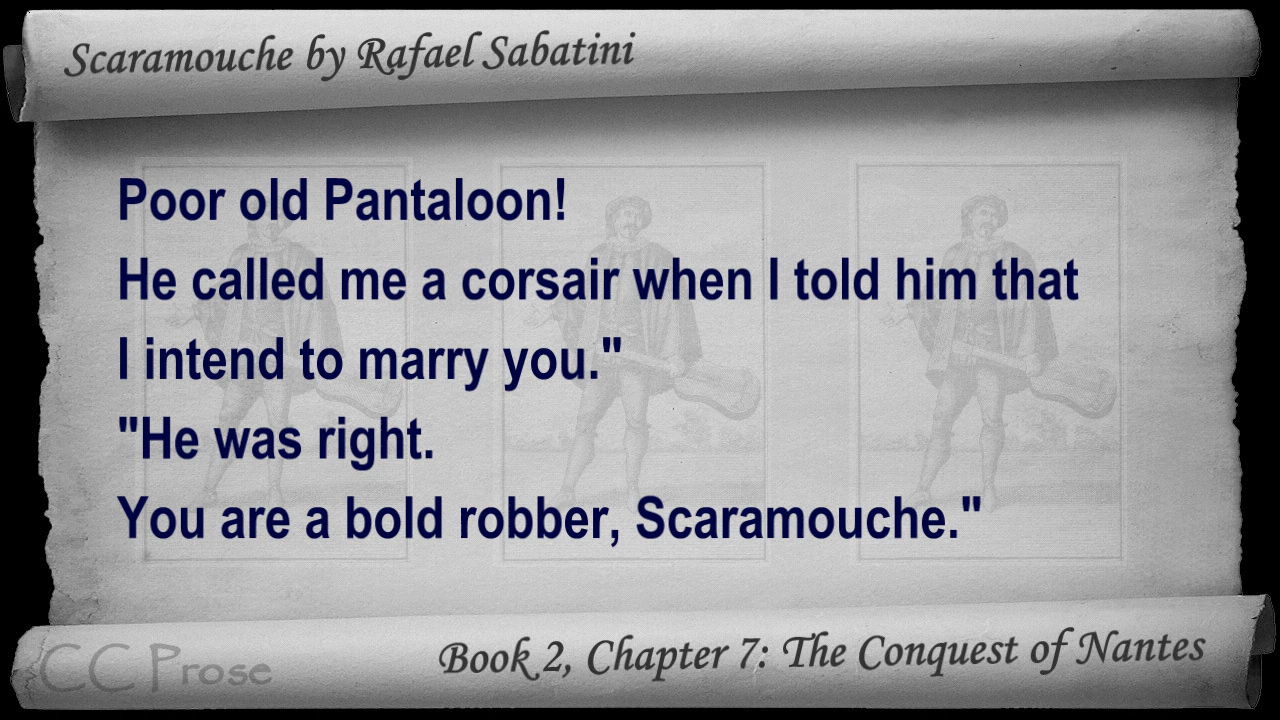 Scaramouche by Rafael Sabatini
Poor old Pantaloon!
He called me a corsair when I told him that
I intend to marry you."
"He was right.
You are a bold robber, Scaramouche."
CC Prose
Book 2, Chapter 7: The Conquest of Nantes